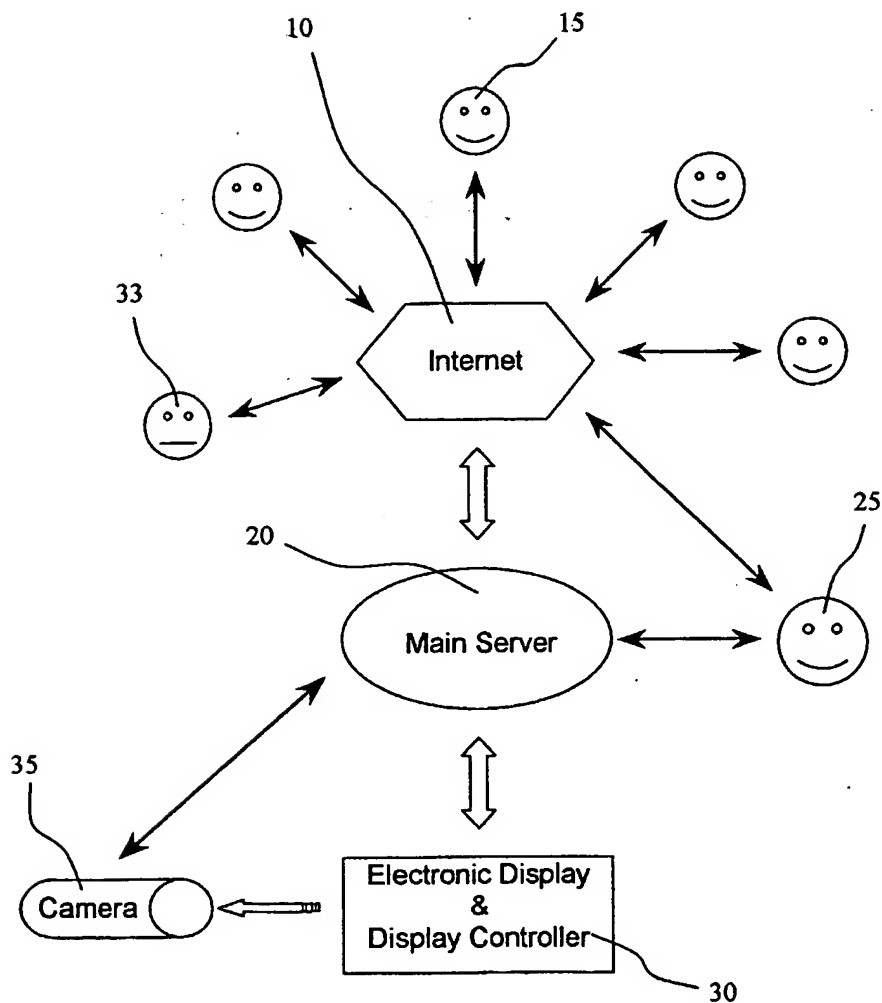 10
15
33
Internet
20
25
Main Server
35
Camera
Electronic Display
&
Display Controller
30